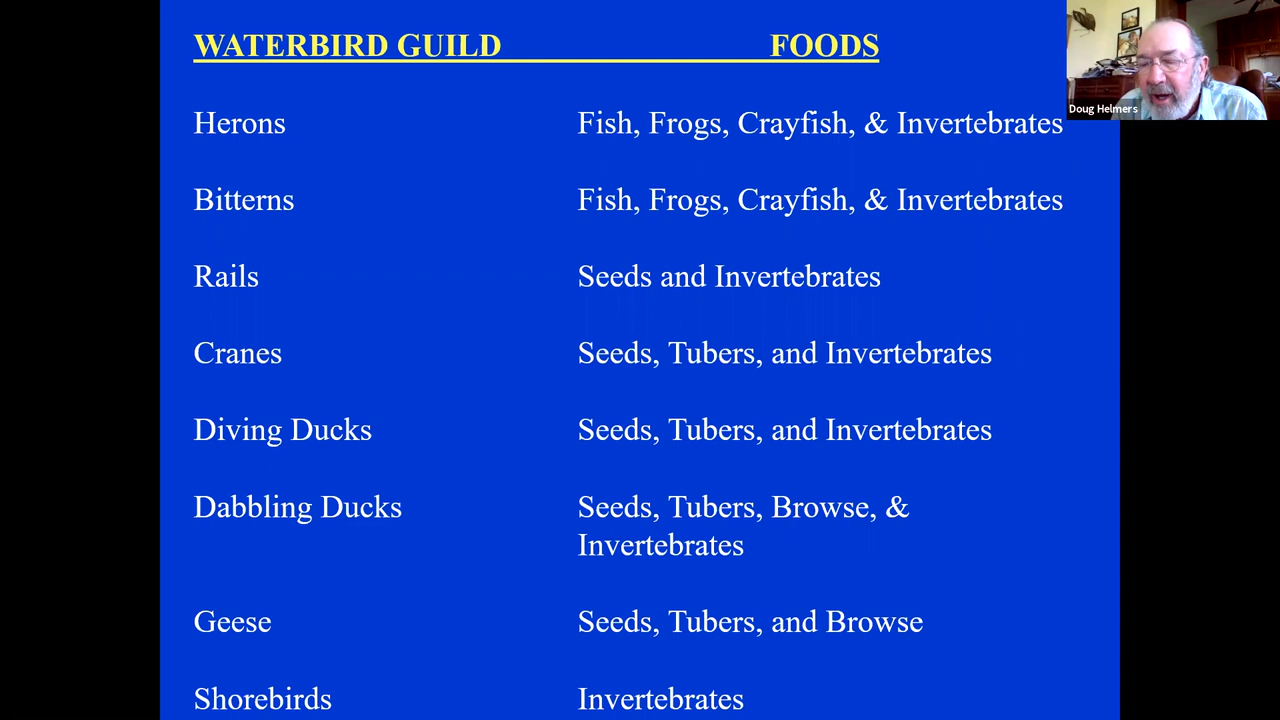 WATERBIRD GUILD FOODS
Doug Helmers
Herons Fish, Frogs, Crayfish, & Invertebrates
Bitterns Fish, Frogs, Crayfish, & Invertebrates
Rails Seeds and Invertebrates
Cranes Seeds, Tubers, and Invertebrates
Diving Ducks Seeds, Tubers, and Invertebrates
Dabbling Ducks Seeds, Tubers, Browse, &
Invertebrates
Geese Seeds, Tubers, and Browse
Shorebirds Invertebrates